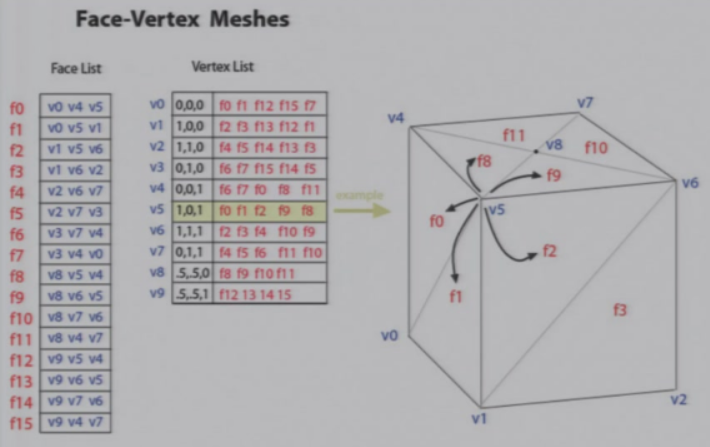 Face-Vertex Meshes
Face List
f0 v0 v4 v5
f1 v0 v5 v1
f2 v1 v5 v6
f3 v1 v6 v2
f4 v2 v6 v7
f5 v2 v7 v3
f6 v3 v7 v4
f7 v3 v4 v0
f8 v8 v5 v4
f9 v8 v6 v5
f10 v8 v7 v6
f11 v8 v4 v7
f12 v9 v5 v4
f13 v9 v6 v5
f14 v9 v7 v6
f15 v9 v4 v7
Vertex List
v0 0,0,0 f0 f1 f12 f15 f7
v1 1,0,0 f2 f3 f13 f12 f1
v2 1,1,0 f4 f5 f14 f13 f3
v3 0,1,0 f6 f7 f15 f14 f5
v4 0,0,1 f6 f7 f0 f8 f11
v5 1,0,1 f0 f1 f2 f9 f8
v6 1,1,1 f2 f3 f4 f10 f9
v7 0,1,1 f4 f5 f6 f11 f10
v8 .5,.5,0 f8 f9 f10 f11
v9 .5,.5,1 f12 13 14 15
example
v7
v4
f11
v8
f10
f8
f9
v6
v5
f0
f2
f1
f3
v0
v2
v1